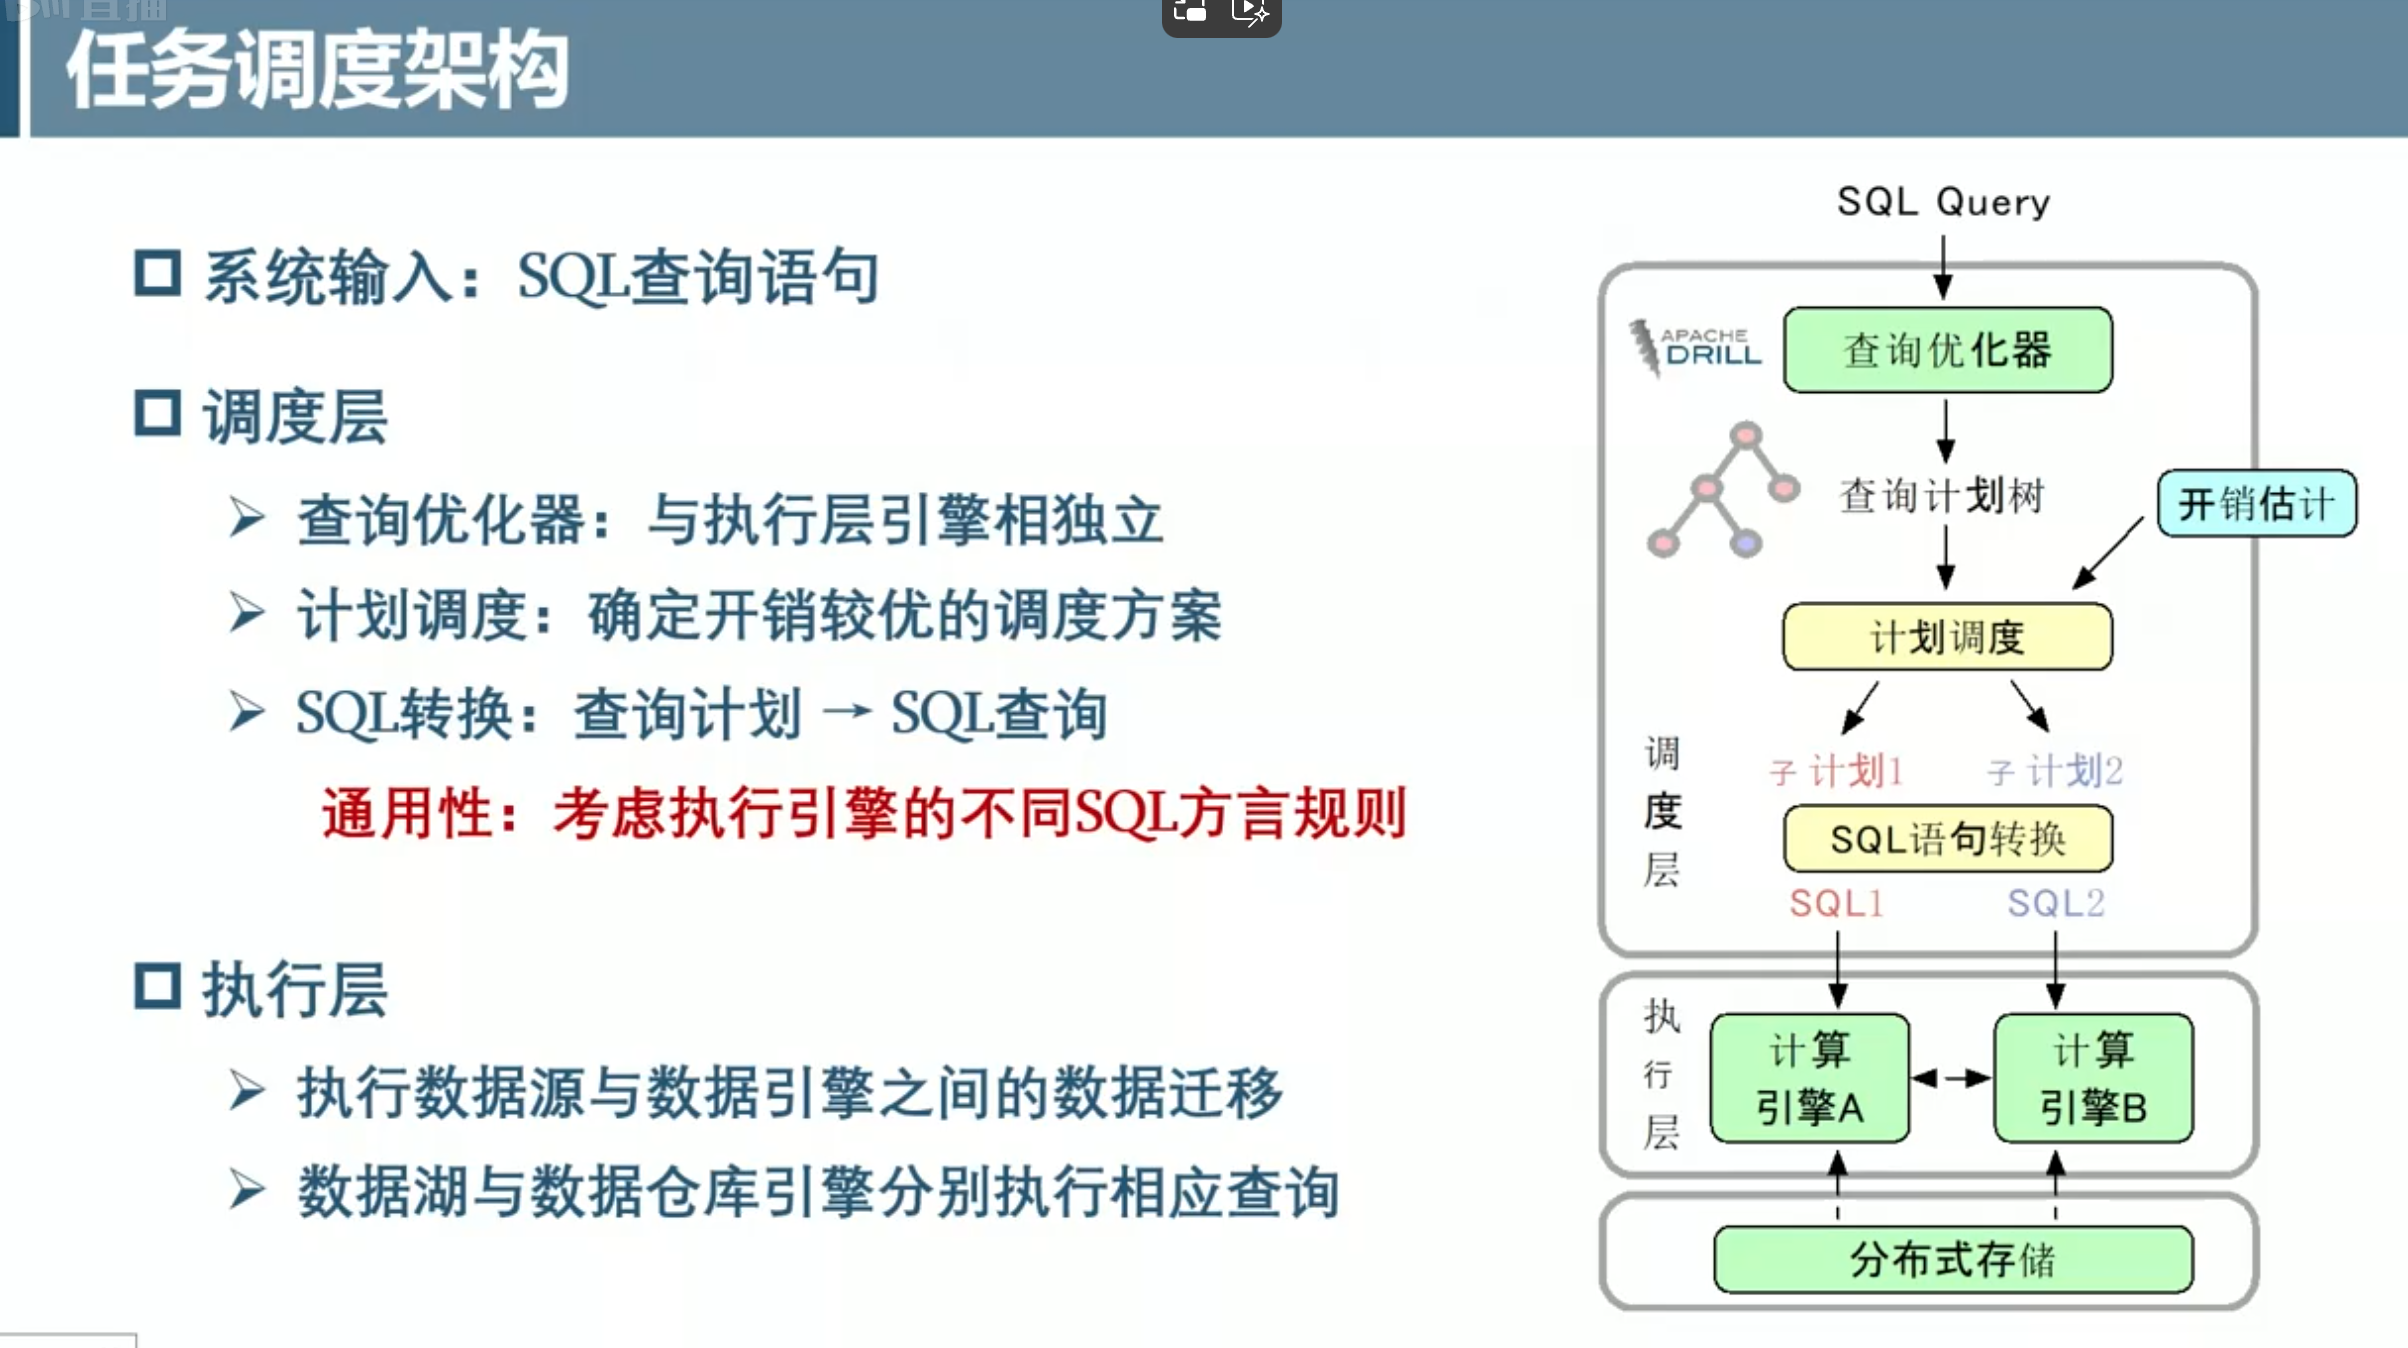 任务调度架构
系统输入：SQL查询语句
调度层
查询优化器：与执行层引擎相独立
计划调度：确定开销较优的调度方案
SQL转换：查询计划 → SQL查询
通用性：考虑执行引擎的不同SQL方言规则
执行层
执行数据源与数据引擎之间的数据迁移
数据湖与数据仓库引擎分别执行相应查询
SQL Query
APACHE
DRILL
查询优化器
查询计划树
开销估计
计划调度
子计划1
子计划2
SQL语句转换
SQL1
SQL2
调度层
计算
引擎A
计算
引擎B
执行层
分布式存储